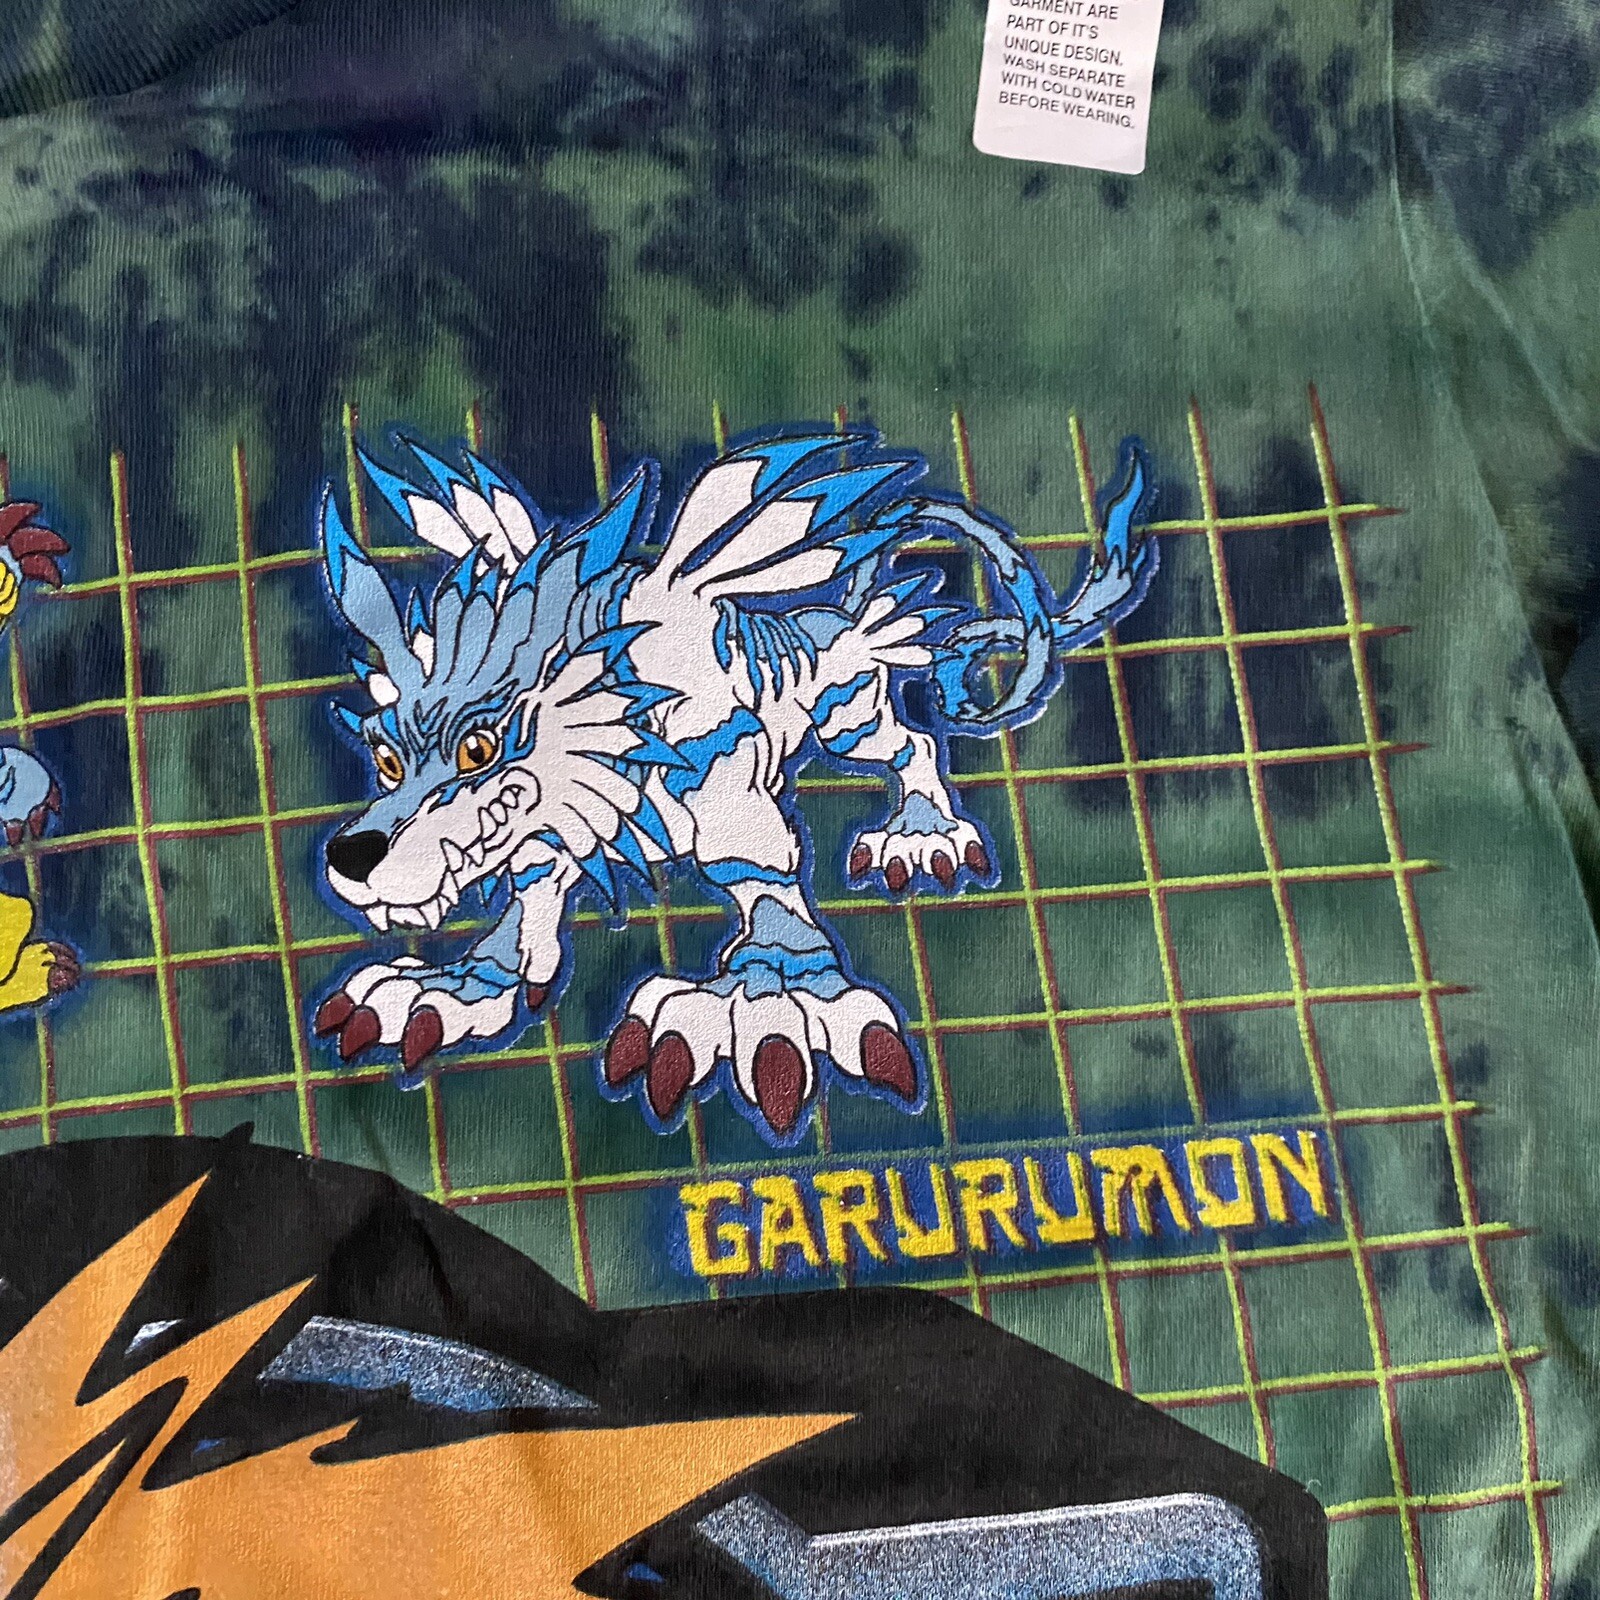 GARMENT ARE
PART OF IT'S
UNIQUE DESIGN.
WASH SEPARATE
WITH COLD WATER
BEFORE WEARING.
GARURUMON